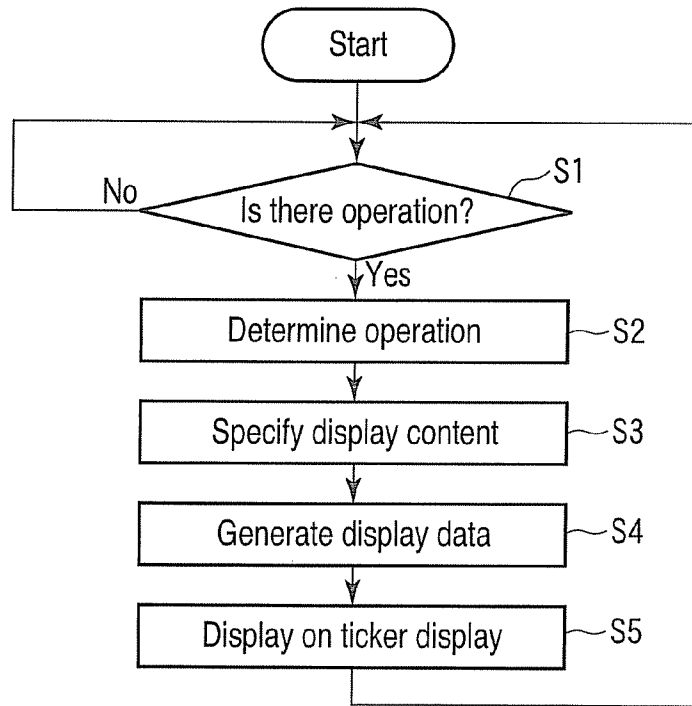 Start
S1
No
Is there operation?
Yes
Determine operation
S2
Specify display content
S3
Generate display data
S4
Display on ticker display
S5